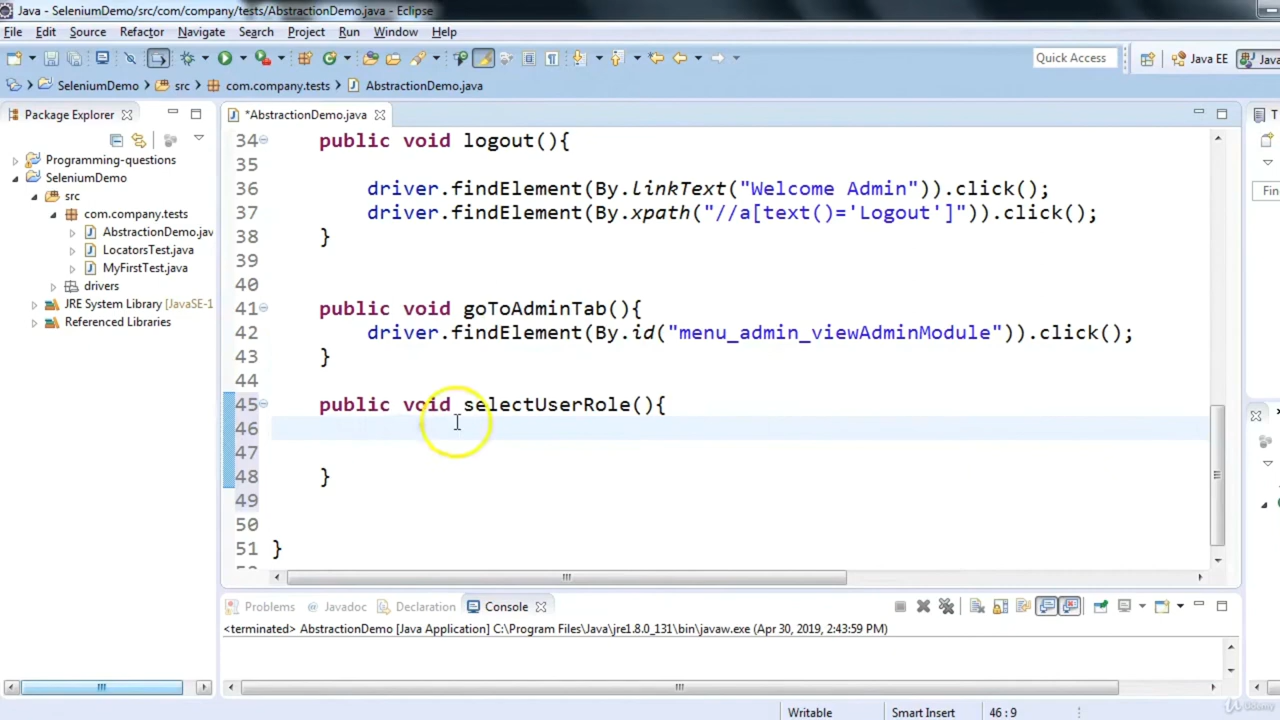 Java - SeleniumDemo/src/com/company/tests/AbstractionDemo.java - Eclipse
File Edit Source Refactor Navigate Search Project Run Window Help
Quick Access Java EE Java
SeleniumDemo src com.company.tests AbstractionDemo.java
Package Explorer
Programming-questions
SeleniumDemo
src
com.company.tests
AbstractionDemo.jav
LocatorsTest.java
MyFirstTest.java
drivers
JRE System Library [JavaSE-1
Referenced Libraries
*AbstractionDemo.java
34 public void logout(){
35
36 driver.findElement(By.linkText("Welcome Admin")).click();
37 driver.findElement(By.xpath("//a[text()='Logout']")).click();
38 }
39
40
41 public void goToAdminTab(){
42 driver.findElement(By.id("menu_admin_viewAdminModule")).click();
43 }
44
45 public void selectUserRole(){
46
47
48 }
49
50
51 }
T
Fin
Problems @ Javadoc Declaration Console
<terminated> AbstractionDemo [Java Application] C:\Program Files\Java\jre1.8.0_131\bin\javaw.exe (Apr 30, 2019, 2:43:59 PM)
Writable Smart Insert 46 : 9
Udemy